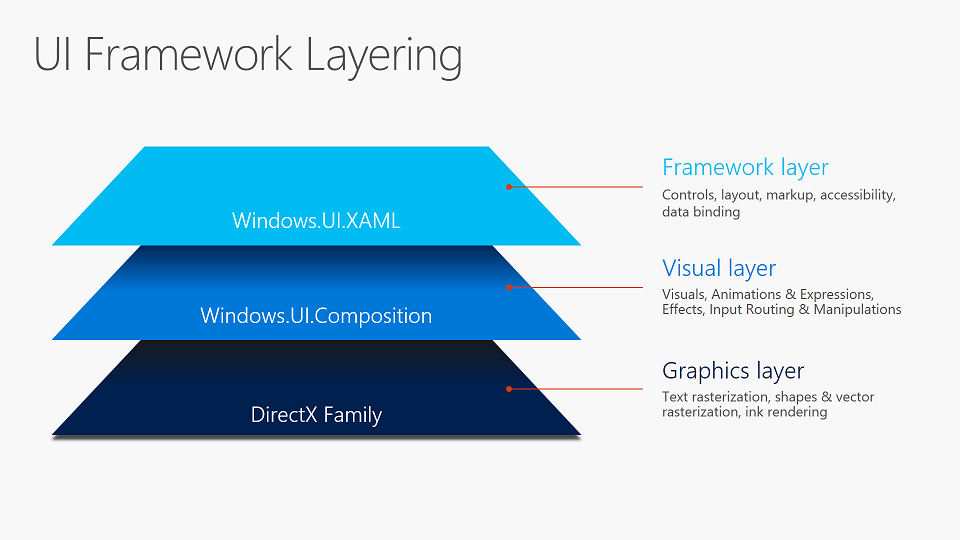 UI Framework Layering
Windows.UI.XAML
Framework layer
Controls, layout, markup, accessibility,
data binding
Windows.UI.Composition
Visual layer
Visuals, Animations & Expressions,
Effects, Input Routing & Manipulations
DirectX Family
Graphics layer
Text rasterization, shapes & vector
rasterization, ink rendering